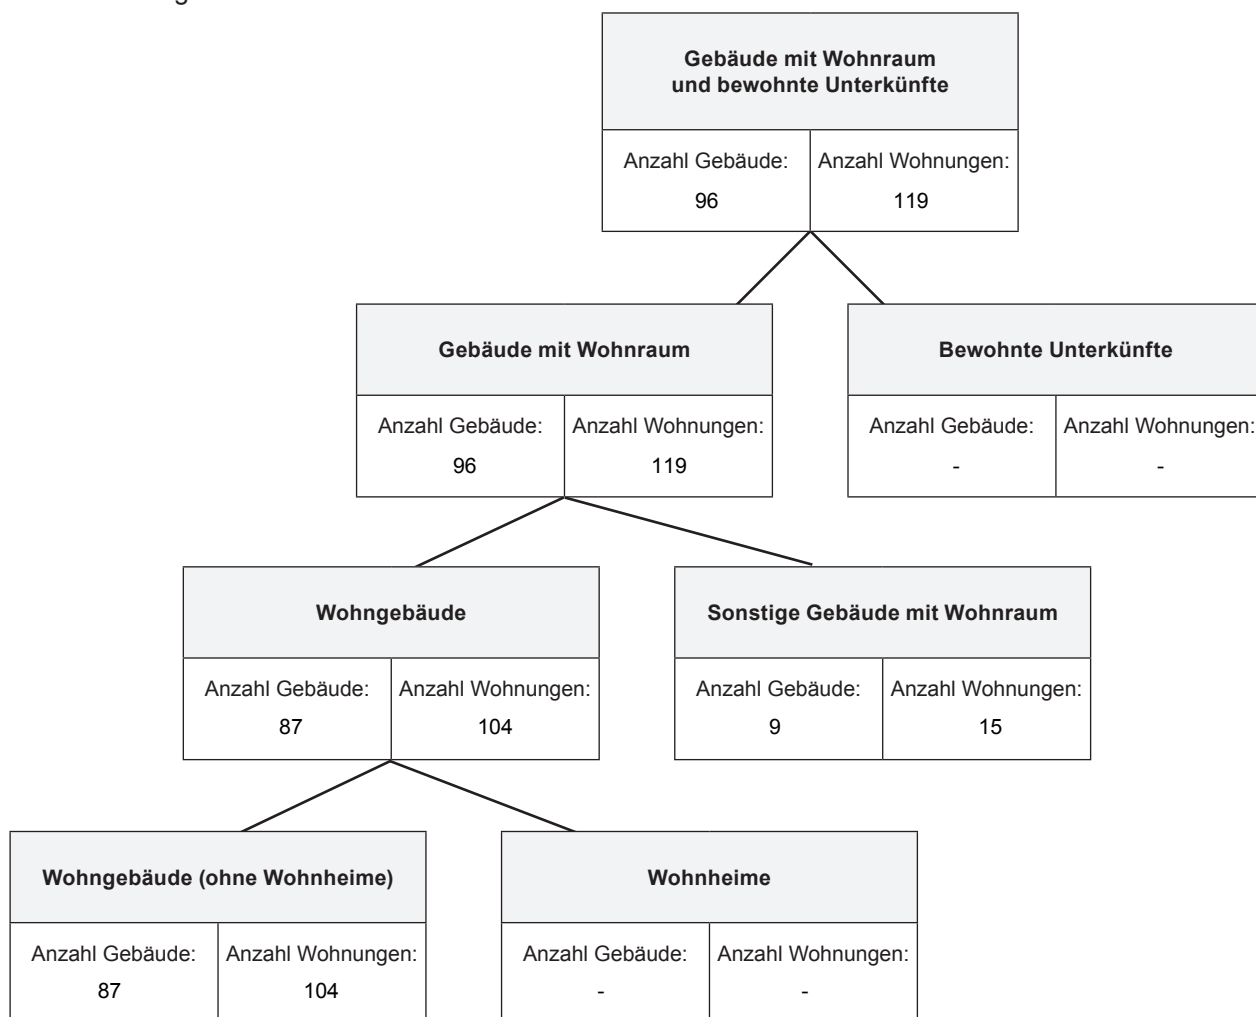 Gebäude mit Wohnraum
und bewohnte Unterkünfte
Anzahl Gebäude: Anzahl Wohnungen:
96 119
Gebäude mit Wohnraum
Bewohnte Unterkünfte
Anzahl Gebäude: Anzahl Wohnungen:
96 119
Anzahl Gebäude: Anzahl Wohnungen:
- -
Wohngebäude
Sonstige Gebäude mit Wohnraum
Anzahl Gebäude: Anzahl Wohnungen:
87 104
Anzahl Gebäude: Anzahl Wohnungen:
9 15
Wohngebäude (ohne Wohnheime)
Wohnheime
Anzahl Gebäude: Anzahl Wohnungen:
87 104
Anzahl Gebäude: Anzahl Wohnungen:
- -